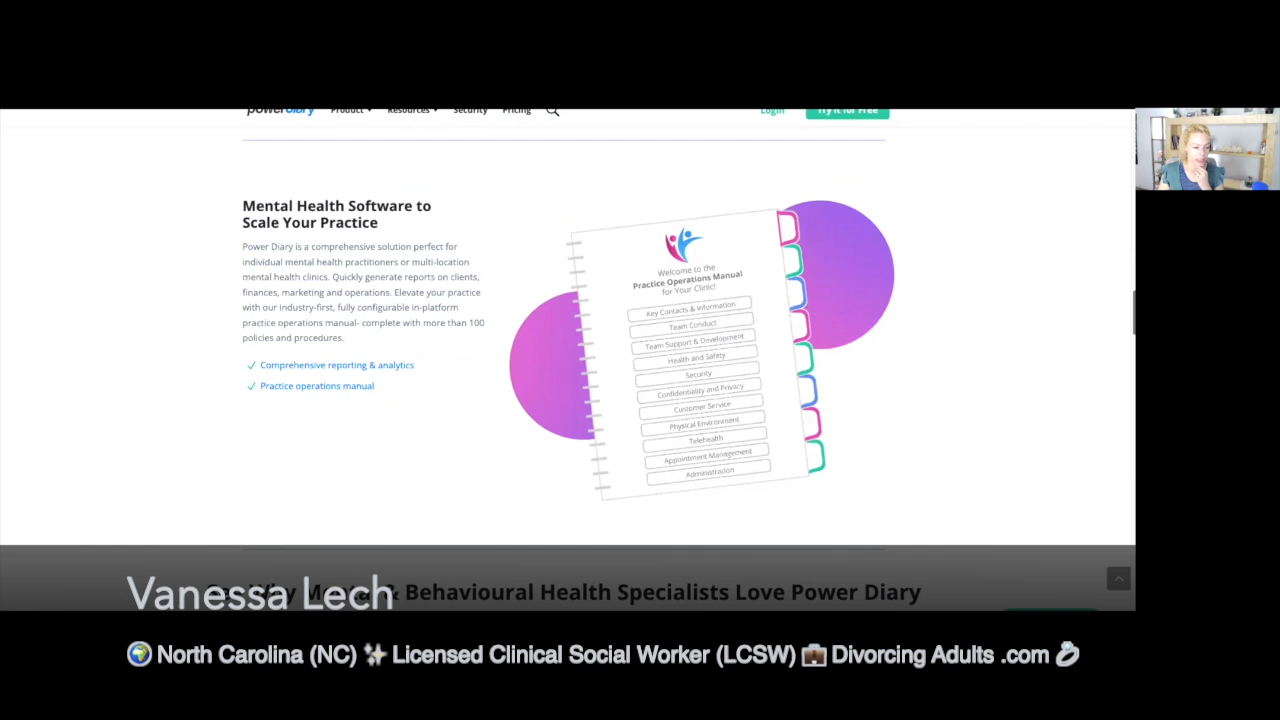 powerdiary Product Resources Security Pricing Login Try it for Free
Mental Health Software to
Scale Your Practice
Power Diary is a comprehensive solution perfect for
individual mental health practitioners or multi-location
mental health clinics. Quickly generate reports on clients,
finances, marketing and operations. Elevate your practice
with our industry-first, fully configurable in-platform
practice operations manual- complete with more than 100
policies and procedures.
Comprehensive reporting & analytics
Practice operations manual
Welcome to the
Practice Operations Manual
for Your Clinic!
Key Contacts & Information
Team Conduct
Team Support & Development
Health and Safety
Security
Confidentiality and Privacy
Customer Service
Physical Environment
Telehealth
Appointment Management
Administration
& Behavioural Health Specialists Love Power Diary
Vanessa Lech
North Carolina (NC) ✨ Licensed Clinical Social Worker (LCSW) 💼 Divorcing Adults .com 💍